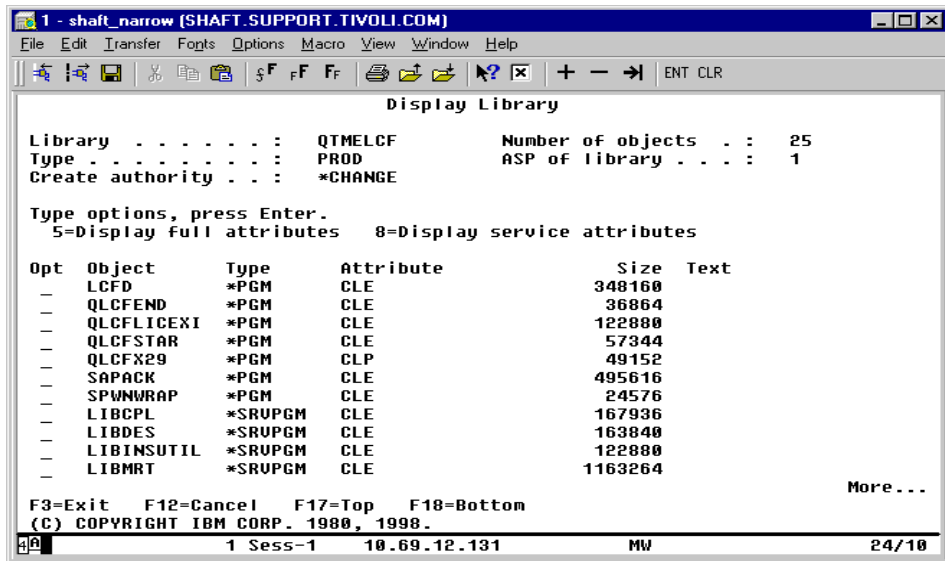 1 - shaft_narrow (SHAFT.SUPPORT.TIVOLI.COM)
File Edit Transfer Fonts Options Macro View Window Help
ENT CLR
Display Library
Library . . . . . . : QTMELCF Number of objects . : 25
Type . . . . . . . . : PROD ASP of library . . . : 1
Create authority . . : *CHANGE
Type options, press Enter.
5=Display full attributes 8=Display service attributes
Opt Object Type Attribute Size Text
_ LCFD *PGM CLE 348160
_ QLCFEND *PGM CLE 36864
_ QLCFLICEXI *PGM CLE 122880
_ QLCFSTAR *PGM CLE 57344
_ QLCFX29 *PGM CLP 49152
_ SAPACK *PGM CLE 495616
_ SPWNWRAP *PGM CLE 24576
_ LIBCPL *SRVPGM CLE 167936
_ LIBDES *SRVPGM CLE 163840
_ LIBINSUTIL *SRVPGM CLE 122880
_ LIBMRT *SRVPGM CLE 1163264
More...
F3=Exit F12=Cancel F17=Top F18=Bottom
(C) COPYRIGHT IBM CORP. 1980, 1998.
4A 1 Sess-1 10.69.12.131 MW 24/10